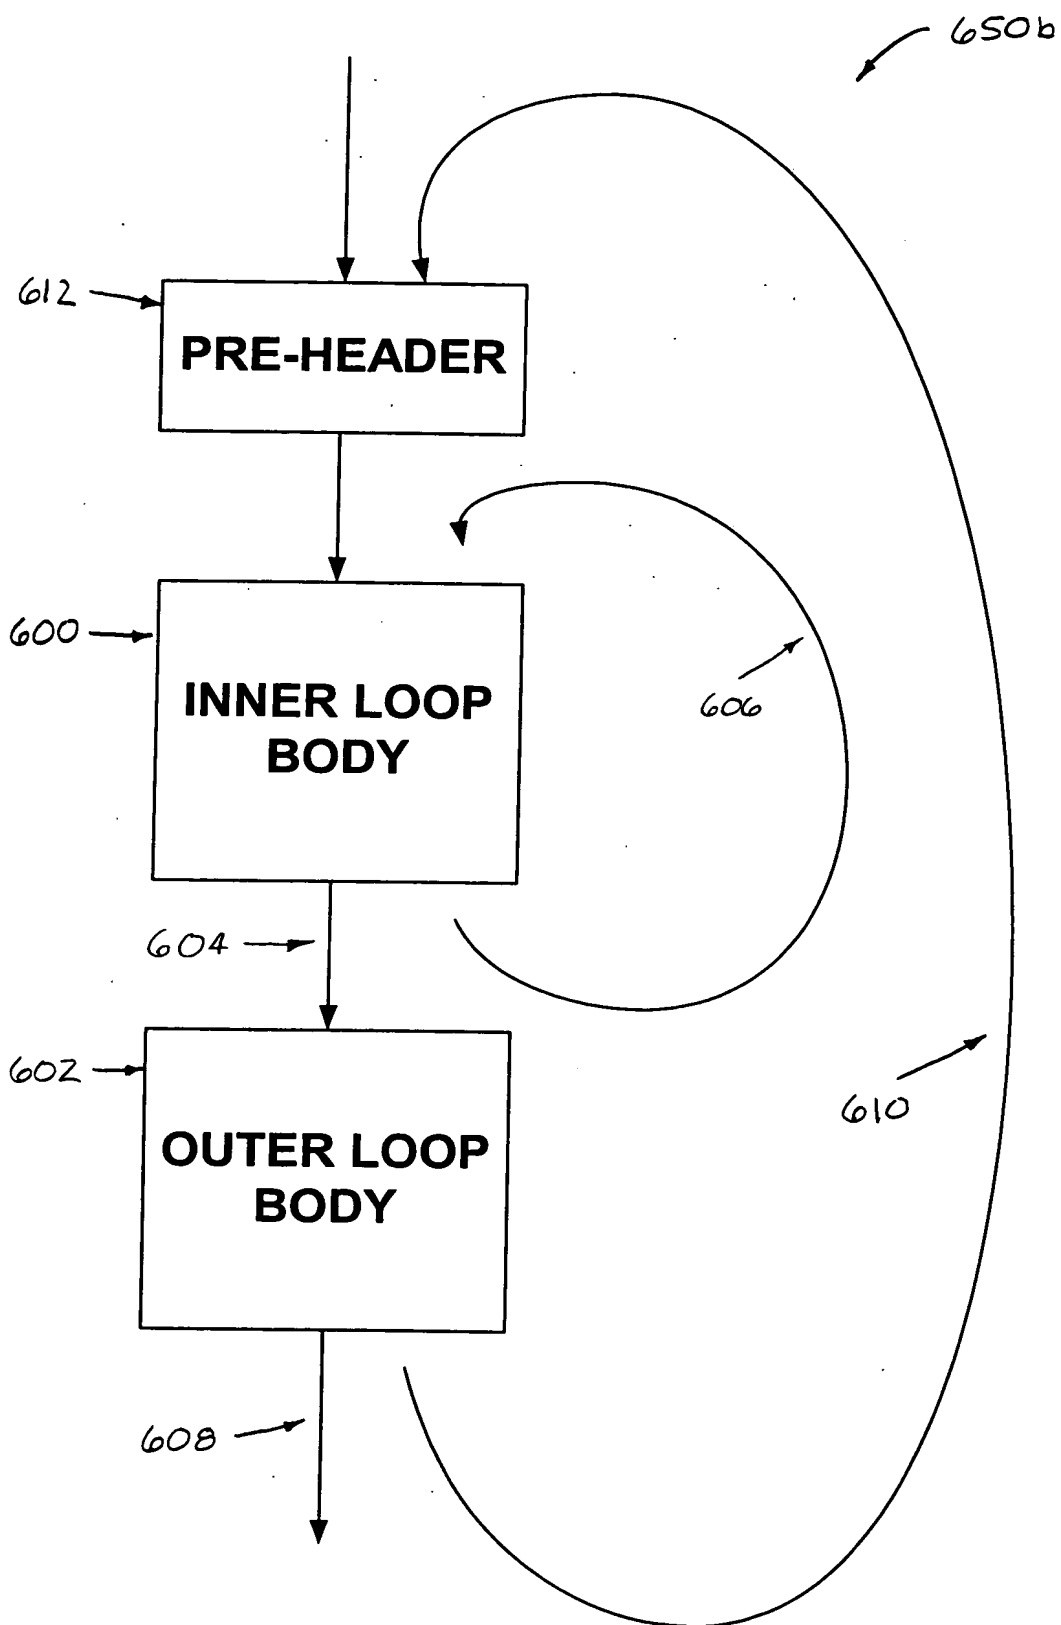 650b
612
PRE-HEADER
600
INNER LOOP
BODY
606
604
602
OUTER LOOP
BODY
610
608